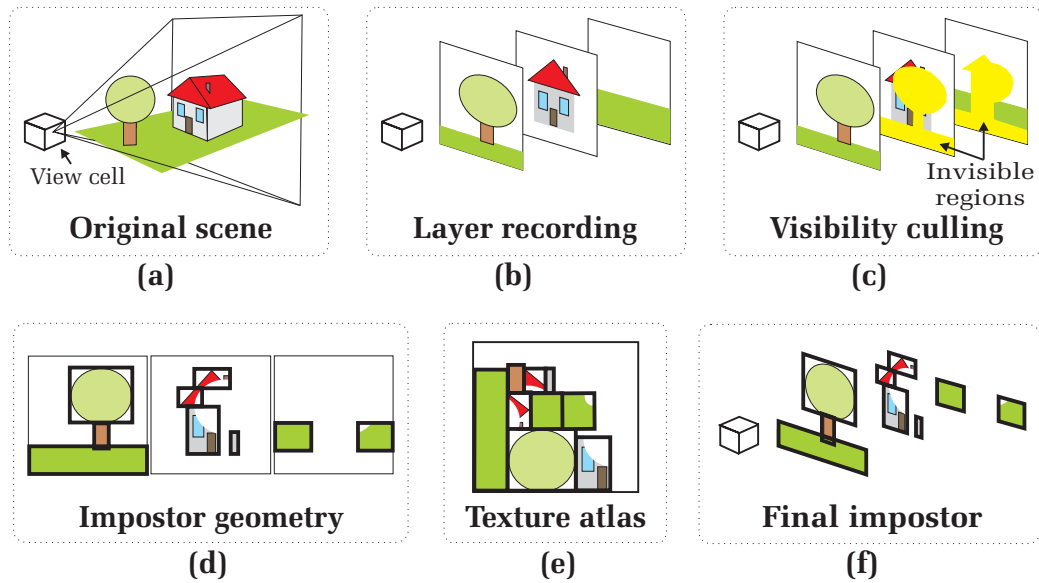 View cell
Original scene
(a)
Layer recording
(b)
Invisible
regions
Visibility culling
(c)
Impostor geometry
(d)
Texture atlas
(e)
Final impostor
(f)